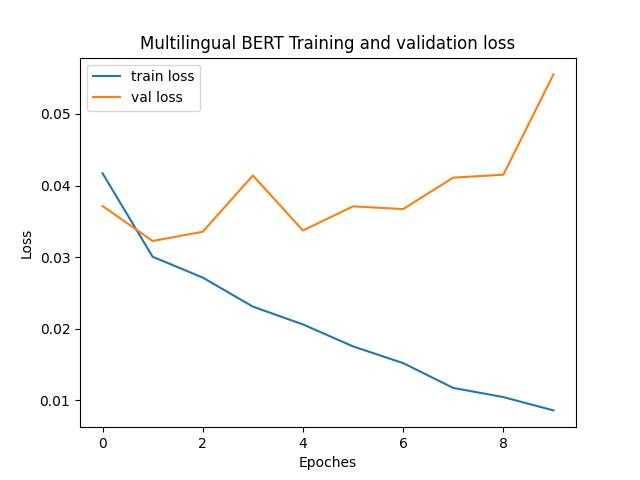 Multilingual BERT Training and validation loss
train loss
val loss
0.05
0.04
0.03
0.02
0.01
Loss
0 2 4 6 8
Epoches